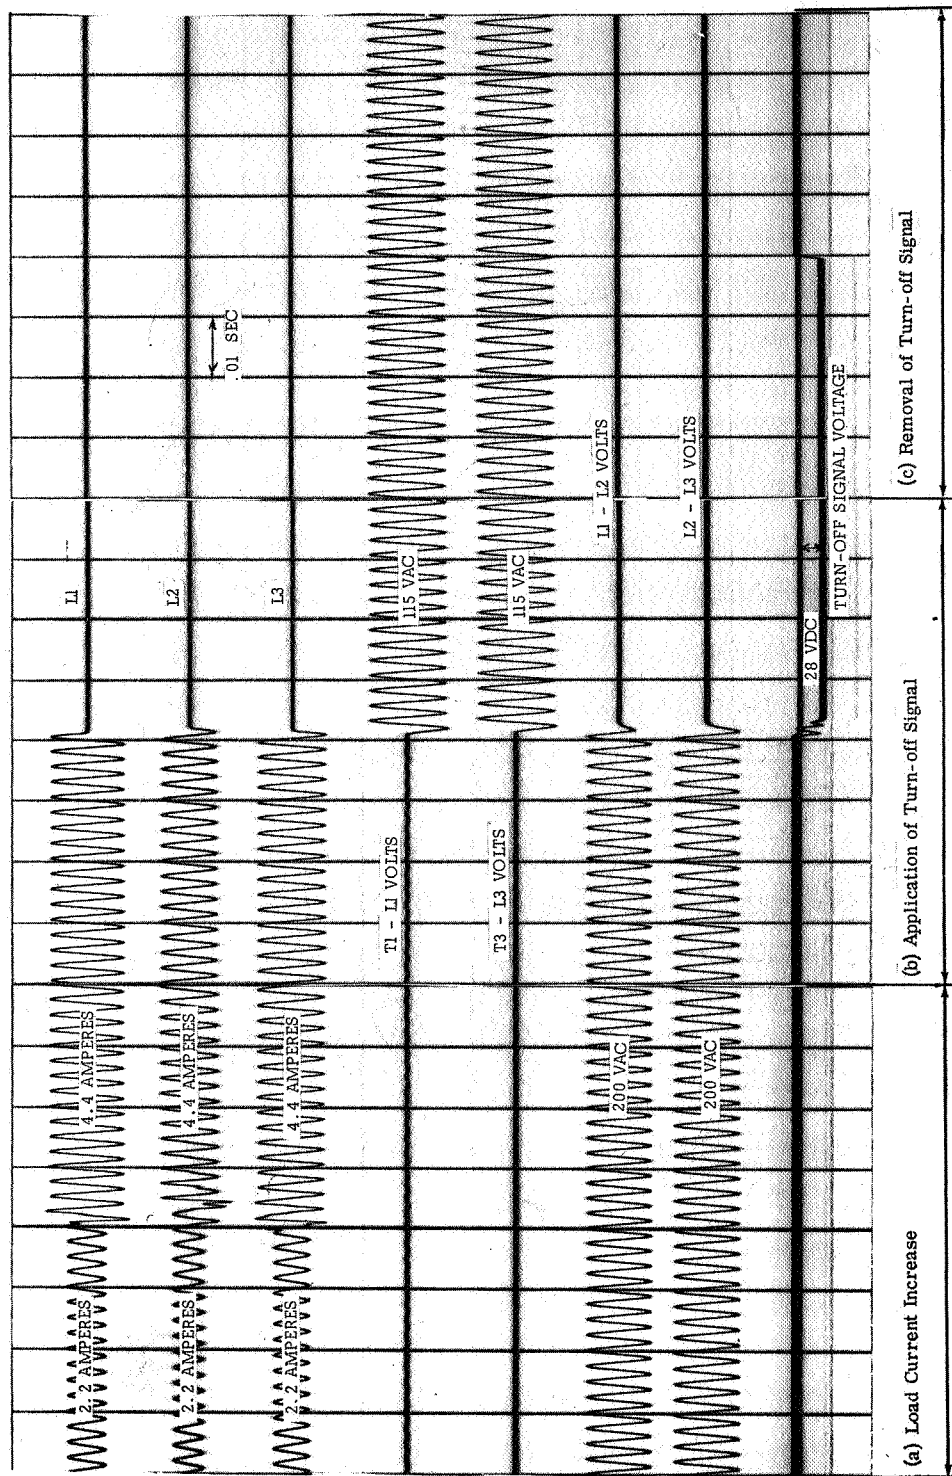 2.2 AMPERES
4.4 AMPERES
L1
2.2 AMPERES
4.4 AMPERES
L2
.01 SEC
2.2 AMPERES
4.4 AMPERES
L3
T1 - L1 VOLTS
115 VAC
T3 - L3 VOLTS
115 VAC
200 VAC
L1 - L2 VOLTS
200 VAC
L2 - L3 VOLTS
28 VDC
TURN-OFF SIGNAL VOLTAGE
(a) Load Current Increase
(b) Application of Turn-off Signal
(c) Removal of Turn-off Signal